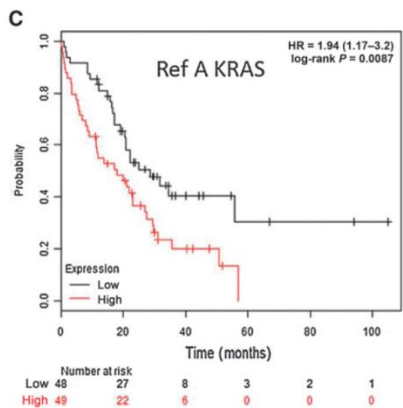 C
HR = 1.94 (1.17–3.2)
log-rank P = 0.0087
Ref A KRAS
Probability
1.0
0.8
0.6
0.4
0.2
0.0
Expression
Low
High
0 20 40 60 80 100
Time (months)
Number at risk
Low 48 27 8 3 2 1
High 49 22 6 0 0 0